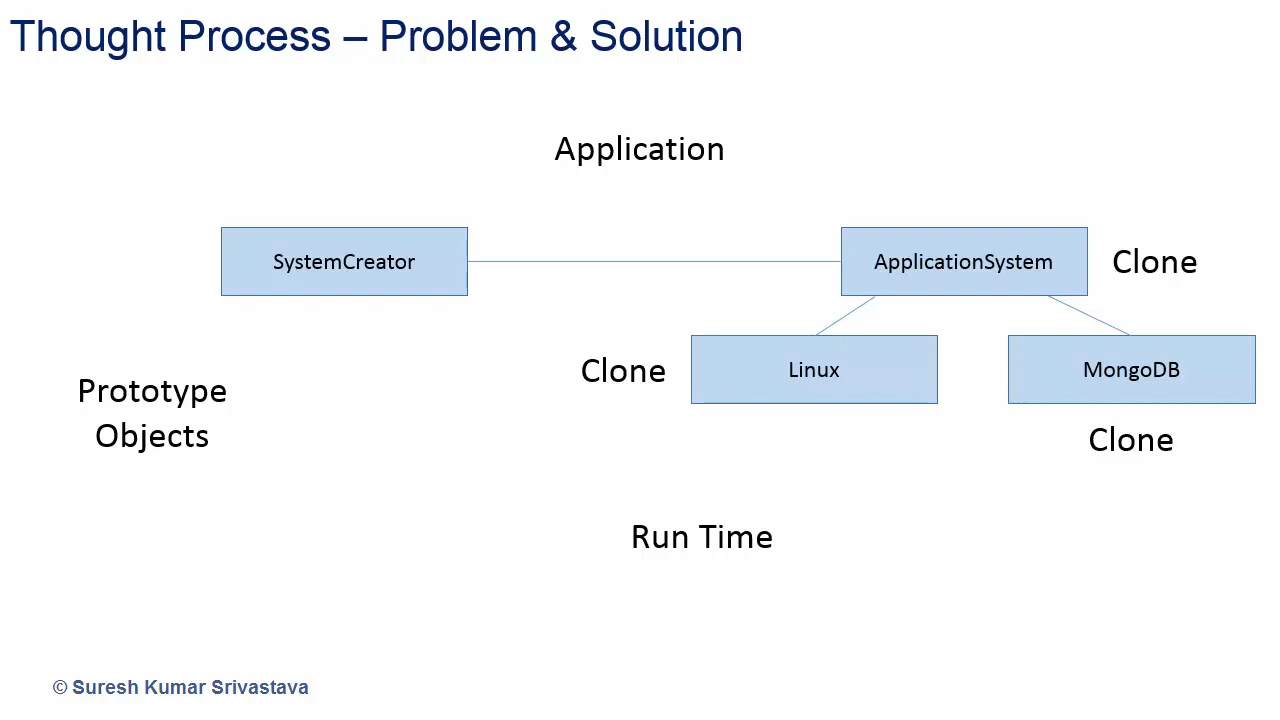 Thought Process – Problem & Solution
Application
SystemCreator
ApplicationSystem
Clone
Clone
Linux
MongoDB
Prototype
Objects
Clone
Run Time
© Suresh Kumar Srivastava